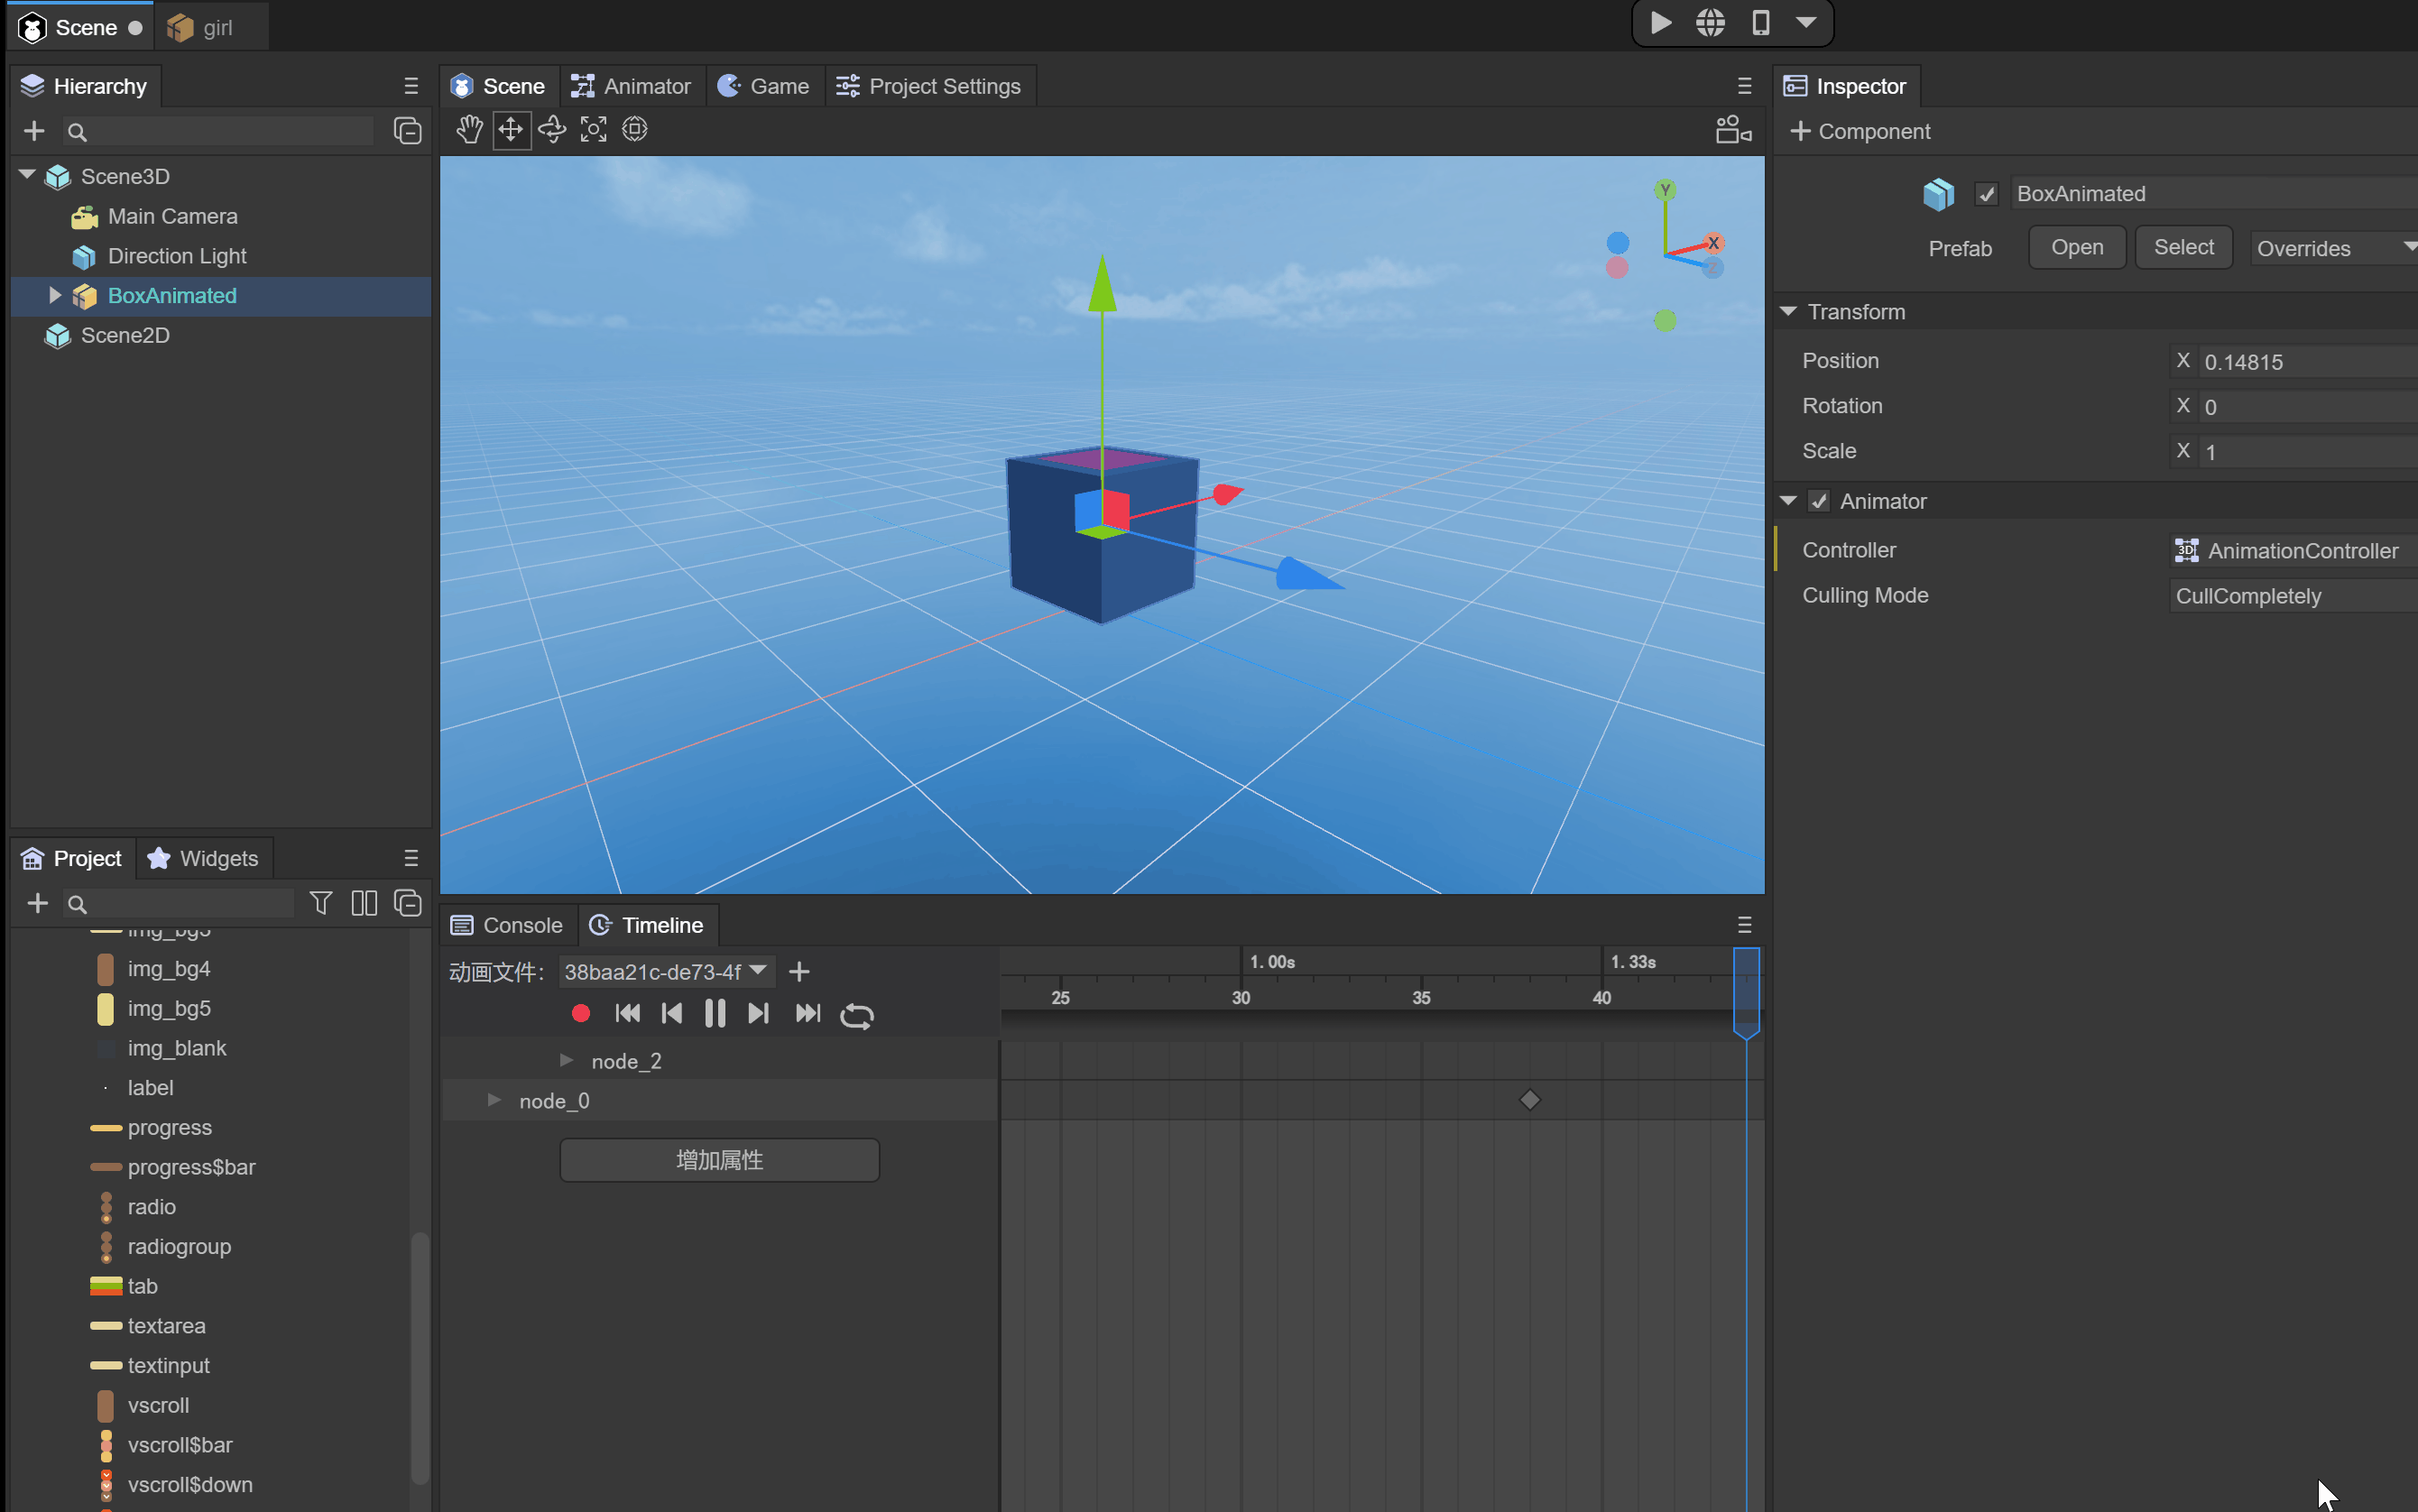 Scene
girl
Hierarchy
Scene3D
Main Camera
Direction Light
BoxAnimated
Scene2D
Scene
Animator
Game
Project Settings
Y
X
Z
Inspector
Component
BoxAnimated
Prefab
Open
Select
Overrides
Transform
Position X 0.14815
Rotation X 0
Scale X 1
Animator
Controller 3D AnimationController
Culling Mode CullCompletely
Project
Widgets
img_bg3
img_bg4
img_bg5
img_blank
label
progress
progress$bar
radio
radiogroup
tab
textarea
textinput
vscroll
vscroll$bar
vscroll$down
Console
Timeline
动画文件: 38baa21c-de73-4f
1.00s 1.33s
25 30 35 40
node_2
node_0
增加属性